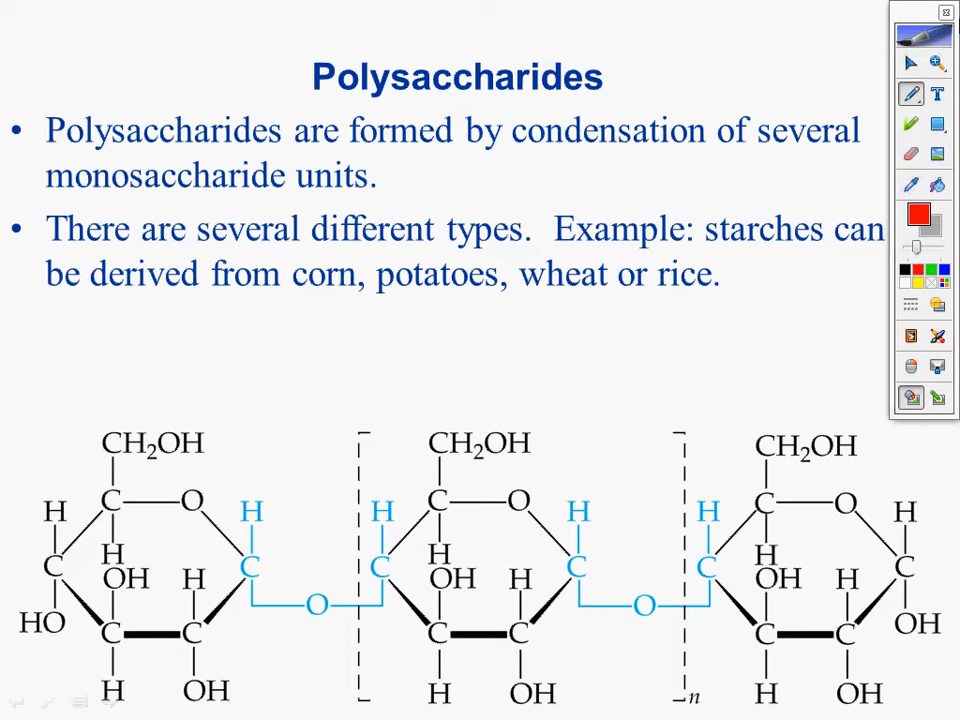 Polysaccharides
• Polysaccharides are formed by condensation of several
monosaccharide units.
• There are several different types.  Example: starches can
be derived from corn, potatoes, wheat or rice.
CH₂OH CH₂OH CH₂OH
H C O H H C O H H C O H
H H H
C OH H C C OH H C C OH H C
O O
HO OH
C C C C C C
n
H OH H OH H OH
T